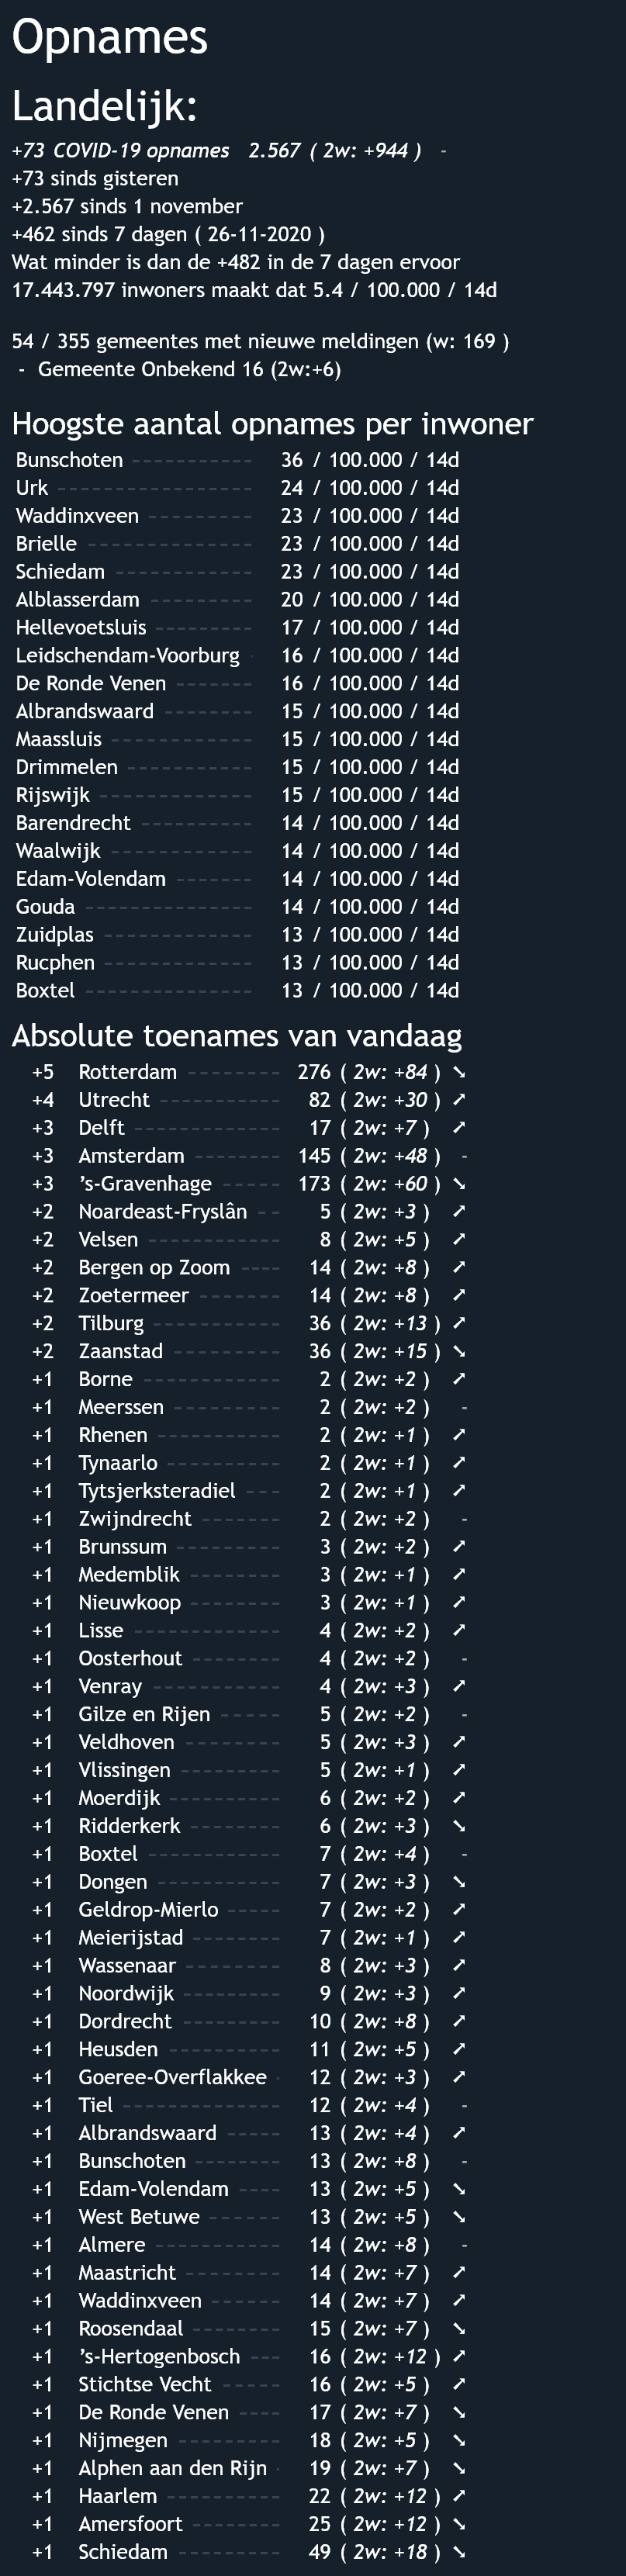 Opnames
Landelijk:
+73 COVID-19 opnames 2.567 ( 2w: +944 ) -
+73 sinds gisteren
+2.567 sinds 1 november
+462 sinds 7 dagen ( 26-11-2020 )
Wat minder is dan de +482 in de 7 dagen ervoor
17.443.797 inwoners maakt dat 5.4 / 100.000 / 14d
54 / 355 gemeentes met nieuwe meldingen (w: 169 )
- Gemeente Onbekend 16 (2w:+6)
Hoogste aantal opnames per inwoner
Bunschoten ------------ 36 / 100.000 / 14d
Urk ------------------- 24 / 100.000 / 14d
Waddinxveen ---------- 23 / 100.000 / 14d
Brielle ---------------- 23 / 100.000 / 14d
Schiedam ------------- 23 / 100.000 / 14d
Alblasserdam --------- 20 / 100.000 / 14d
Hellevoetsluis --------- 17 / 100.000 / 14d
Leidschendam-Voorburg - 16 / 100.000 / 14d
De Ronde Venen ------- 16 / 100.000 / 14d
Albrandswaard --------- 15 / 100.000 / 14d
Maassluis ------------- 15 / 100.000 / 14d
Drimmelen ------------ 15 / 100.000 / 14d
Rijswijk --------------- 15 / 100.000 / 14d
Barendrecht ----------- 14 / 100.000 / 14d
Waalwijk ------------- 14 / 100.000 / 14d
Edam-Volendam ------- 14 / 100.000 / 14d
Gouda ---------------- 14 / 100.000 / 14d
Zuidplas -------------- 13 / 100.000 / 14d
Rucphen -------------- 13 / 100.000 / 14d
Boxtel ---------------- 13 / 100.000 / 14d
Absolute toenames van vandaag
+5 Rotterdam -------- 276 ( 2w: +84 ) ➘
+4 Utrecht ---------- 82 ( 2w: +30 ) ➚
+3 Delft ------------ 17 ( 2w: +7 ) ➚
+3 Amsterdam -------- 145 ( 2w: +48 ) -
+3 ’s-Gravenhage ----- 173 ( 2w: +60 ) ➘
+2 Noardeast-Fryslân -- 5 ( 2w: +3 ) ➚
+2 Velsen ----------- 8 ( 2w: +5 ) ➚
+2 Bergen op Zoom ---- 14 ( 2w: +8 ) ➚
+2 Zoetermeer ------- 14 ( 2w: +8 ) ➚
+2 Tilburg ----------- 36 ( 2w: +13 ) ➚
+2 Zaanstad ---------- 36 ( 2w: +15 ) ➘
+1 Borne ------------ 2 ( 2w: +2 ) ➚
+1 Meerssen --------- 2 ( 2w: +2 ) -
+1 Rhenen ---------- 2 ( 2w: +1 ) ➚
+1 Tynaarlo ---------- 2 ( 2w: +1 ) ➚
+1 Tytsjerksteradiel --- 2 ( 2w: +1 ) ➚
+1 Zwijndrecht ------- 2 ( 2w: +2 ) -
+1 Brunssum --------- 3 ( 2w: +2 ) ➚
+1 Medemblik -------- 3 ( 2w: +1 ) ➚
+1 Nieuwkoop -------- 3 ( 2w: +1 ) ➚
+1 Lisse ------------ 4 ( 2w: +2 ) ➚
+1 Oosterhout -------- 4 ( 2w: +2 ) -
+1 Venray ----------- 4 ( 2w: +3 ) ➚
+1 Gilze en Rijen ----- 5 ( 2w: +2 ) -
+1 Veldhoven -------- 5 ( 2w: +3 ) ➚
+1 Vlissingen --------- 5 ( 2w: +1 ) ➚
+1 Moerdijk ---------- 6 ( 2w: +2 ) ➚
+1 Ridderkerk -------- 6 ( 2w: +3 ) ➘
+1 Boxtel ----------- 7 ( 2w: +4 ) -
+1 Dongen ---------- 7 ( 2w: +3 ) ➘
+1 Geldrop-Mierlo ----- 7 ( 2w: +2 ) ➚
+1 Meierijstad -------- 7 ( 2w: +1 ) ➚
+1 Wassenaar -------- 8 ( 2w: +3 ) ➚
+1 Noordwijk --------- 9 ( 2w: +3 ) ➚
+1 Dordrecht --------- 10 ( 2w: +8 ) ➚
+1 Heusden ---------- 11 ( 2w: +5 ) ➚
+1 Goeree-Overflakkee - 12 ( 2w: +3 ) ➚
+1 Tiel -------------- 12 ( 2w: +4 ) -
+1 Albrandswaard ----- 13 ( 2w: +4 ) ➚
+1 Bunschoten -------- 13 ( 2w: +8 ) -
+1 Edam-Volendam ---- 13 ( 2w: +5 ) ➘
+1 West Betuwe ------- 13 ( 2w: +5 ) ➘
+1 Almere ----------- 14 ( 2w: +8 ) -
+1 Maastricht --------- 14 ( 2w: +7 ) ➚
+1 Waddinxveen ------- 14 ( 2w: +7 ) ➚
+1 Roosendaal -------- 15 ( 2w: +7 ) ➘
+1 ’s-Hertogenbosch --- 16 ( 2w: +12 ) ➚
+1 Stichtse Vecht ------ 16 ( 2w: +5 ) ➚
+1 De Ronde Venen ---- 17 ( 2w: +7 ) ➘
+1 Nijmegen ---------- 18 ( 2w: +5 ) ➘
+1 Alphen aan den Rijn - 19 ( 2w: +7 ) ➘
+1 Haarlem ---------- 22 ( 2w: +12 ) ➚
+1 Amersfoort -------- 25 ( 2w: +12 ) ➘
+1 Schiedam ---------- 49 ( 2w: +18 ) ➘